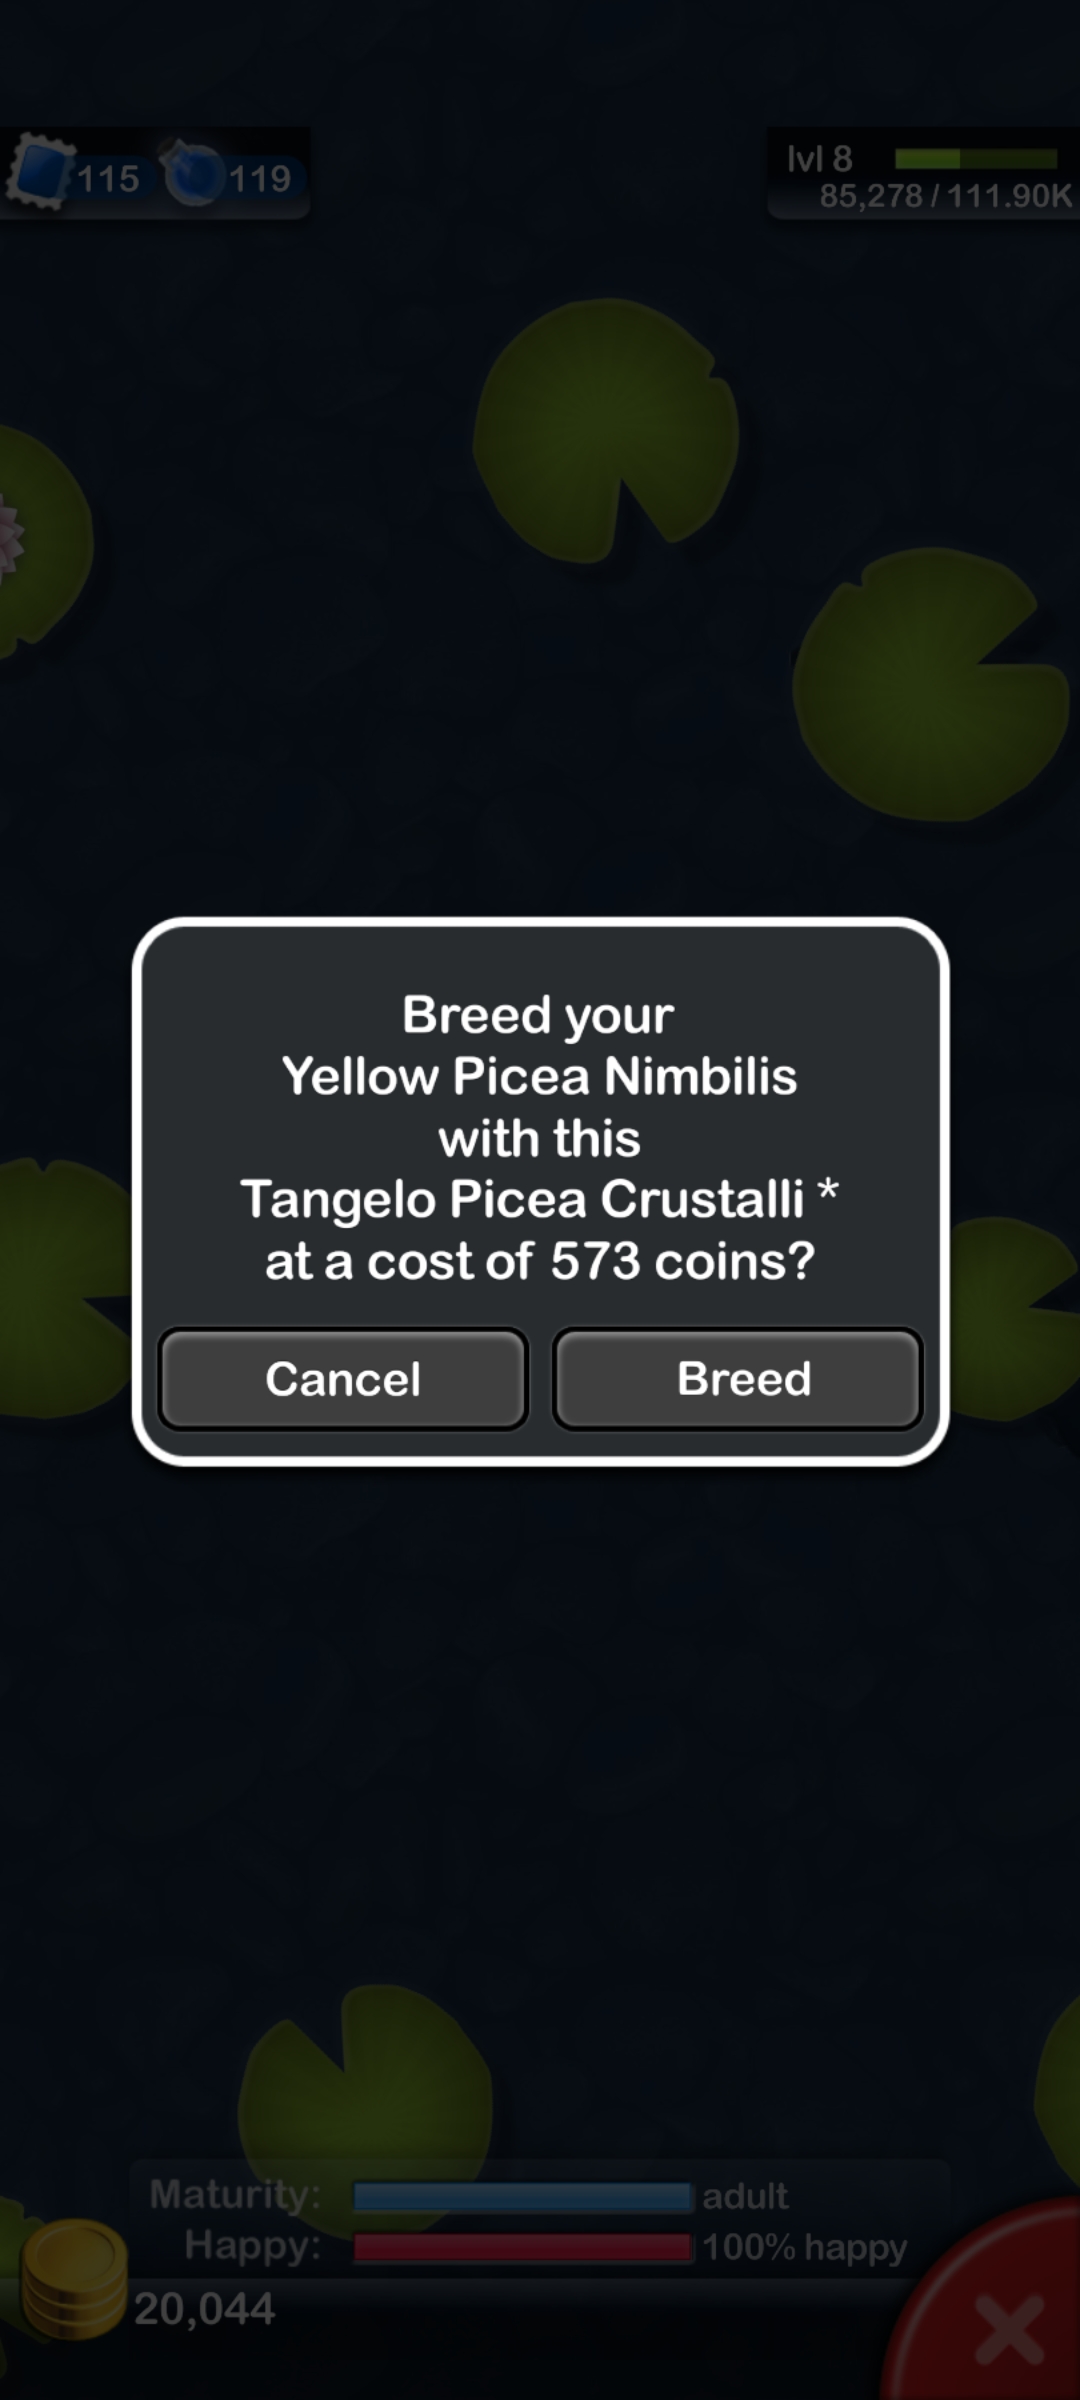 115
119
lvl 8
85,278 / 111.90K
Breed your
Yellow Picea Nimbilis
with this
Tangelo Picea Crustalli *
at a cost of 573 coins?
Cancel
Breed
Maturity:
adult
Happy:
100% happy
20,044